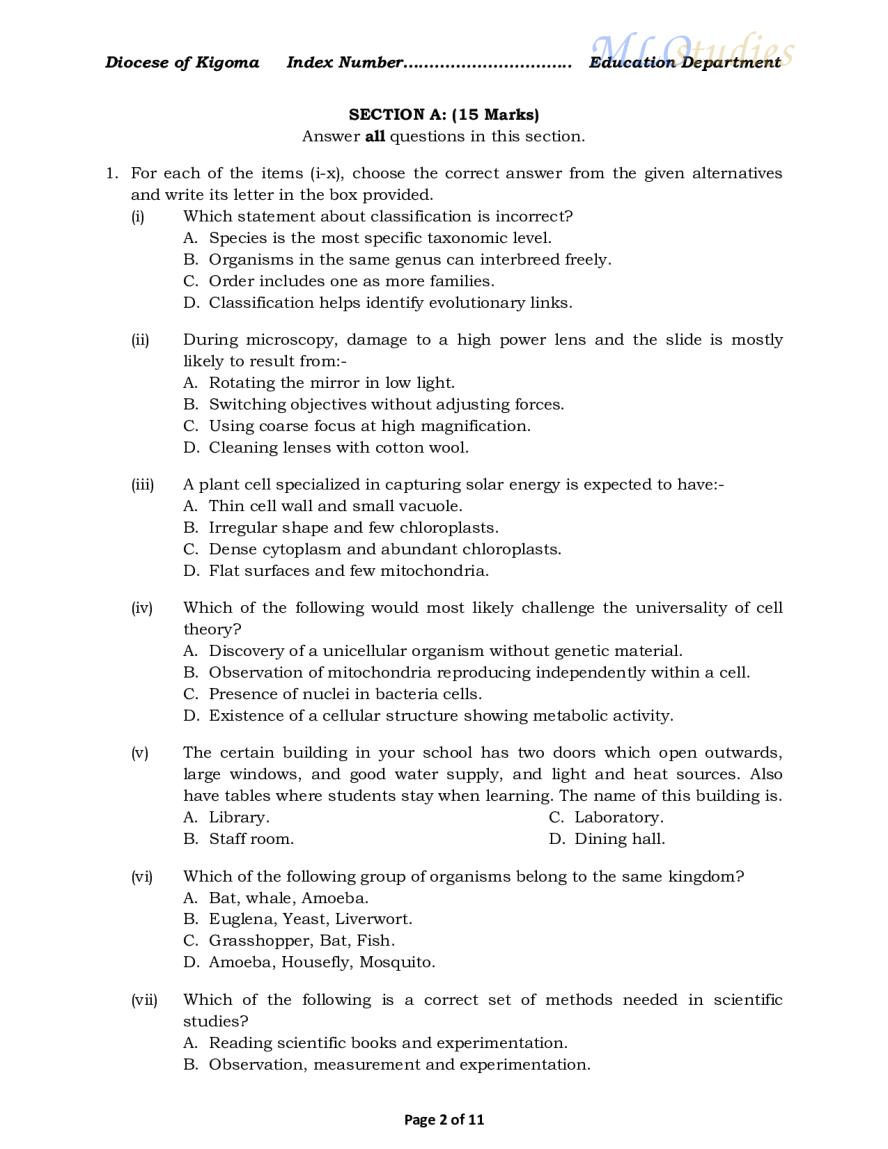 ML Studies
Diocese of Kigoma Index Number................................ Education Department
SECTION A: (15 Marks)
Answer all questions in this section.
1. For each of the items (i-x), choose the correct answer from the given alternatives
and write its letter in the box provided.
(i) Which statement about classification is incorrect?
A. Species is the most specific taxonomic level.
B. Organisms in the same genus can interbreed freely.
C. Order includes one as more families.
D. Classification helps identify evolutionary links.
(ii) During microscopy, damage to a high power lens and the slide is mostly
likely to result from:-
A. Rotating the mirror in low light.
B. Switching objectives without adjusting forces.
C. Using coarse focus at high magnification.
D. Cleaning lenses with cotton wool.
(iii) A plant cell specialized in capturing solar energy is expected to have:-
A. Thin cell wall and small vacuole.
B. Irregular shape and few chloroplasts.
C. Dense cytoplasm and abundant chloroplasts.
D. Flat surfaces and few mitochondria.
(iv) Which of the following would most likely challenge the universality of cell
theory?
A. Discovery of a unicellular organism without genetic material.
B. Observation of mitochondria reproducing independently within a cell.
C. Presence of nuclei in bacteria cells.
D. Existence of a cellular structure showing metabolic activity.
(v) The certain building in your school has two doors which open outwards,
large windows, and good water supply, and light and heat sources. Also
have tables where students stay when learning. The name of this building is.
A. Library. C. Laboratory.
B. Staff room. D. Dining hall.
(vi) Which of the following group of organisms belong to the same kingdom?
A. Bat, whale, Amoeba.
B. Euglena, Yeast, Liverwort.
C. Grasshopper, Bat, Fish.
D. Amoeba, Housefly, Mosquito.
(vii) Which of the following is a correct set of methods needed in scientific
studies?
A. Reading scientific books and experimentation.
B. Observation, measurement and experimentation.
Page 2 of 11